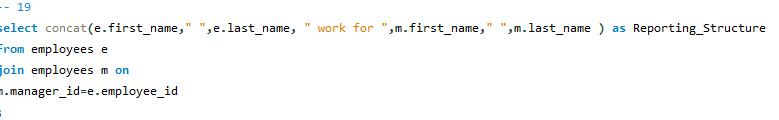 -- 19
select concat(e.first_name," ",e.last_name, " work for ",m.first_name," ",m.last_name ) as Reporting_Structure
from employees e
join employees m on
m.manager_id=e.employee_id
;